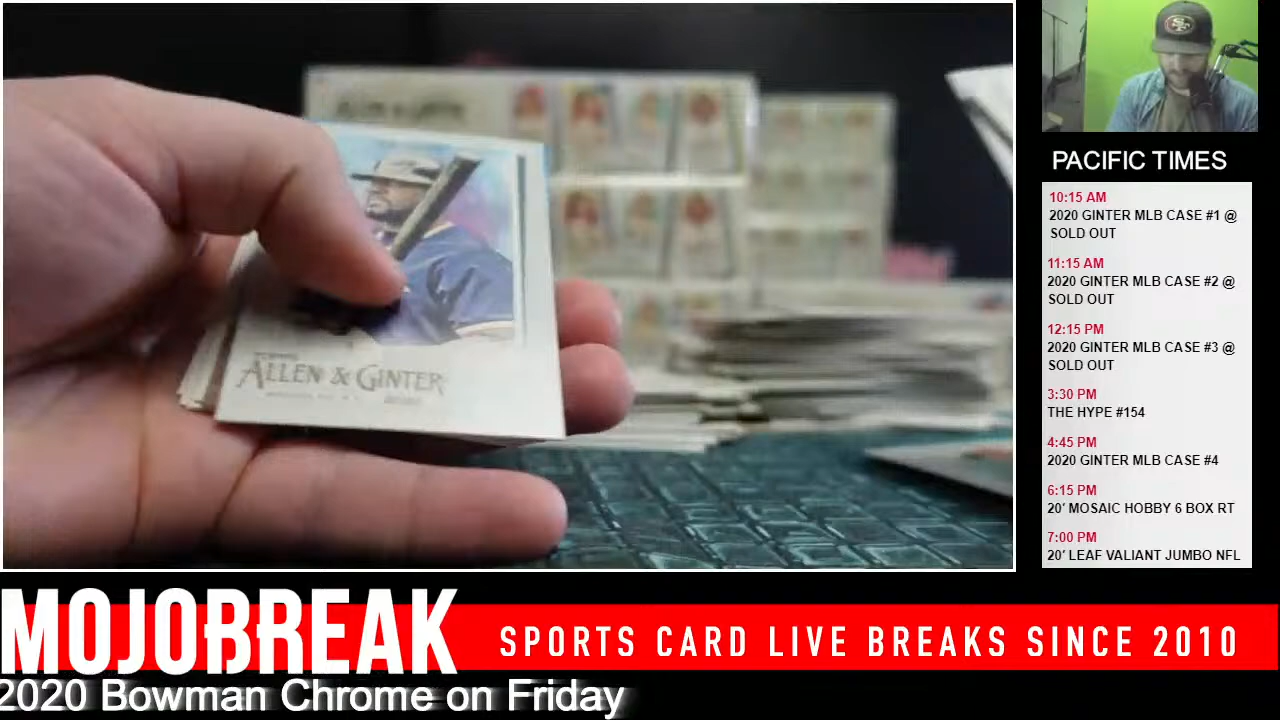 TOPPS
ALLEN & GINTER
PACIFIC TIMES
10:15 AM
2020 GINTER MLB CASE #1 @
SOLD OUT
11:15 AM
2020 GINTER MLB CASE #2 @
SOLD OUT
12:15 PM
2020 GINTER MLB CASE #3 @
SOLD OUT
3:30 PM
THE HYPE #154
4:45 PM
2020 GINTER MLB CASE #4
6:15 PM
20' MOSAIC HOBBY 6 BOX RT
7:00 PM
20' LEAF VALIANT JUMBO NFL
MOJOBREAK
SPORTS CARD LIVE BREAKS SINCE 2010
2020 Bowman Chrome on Friday